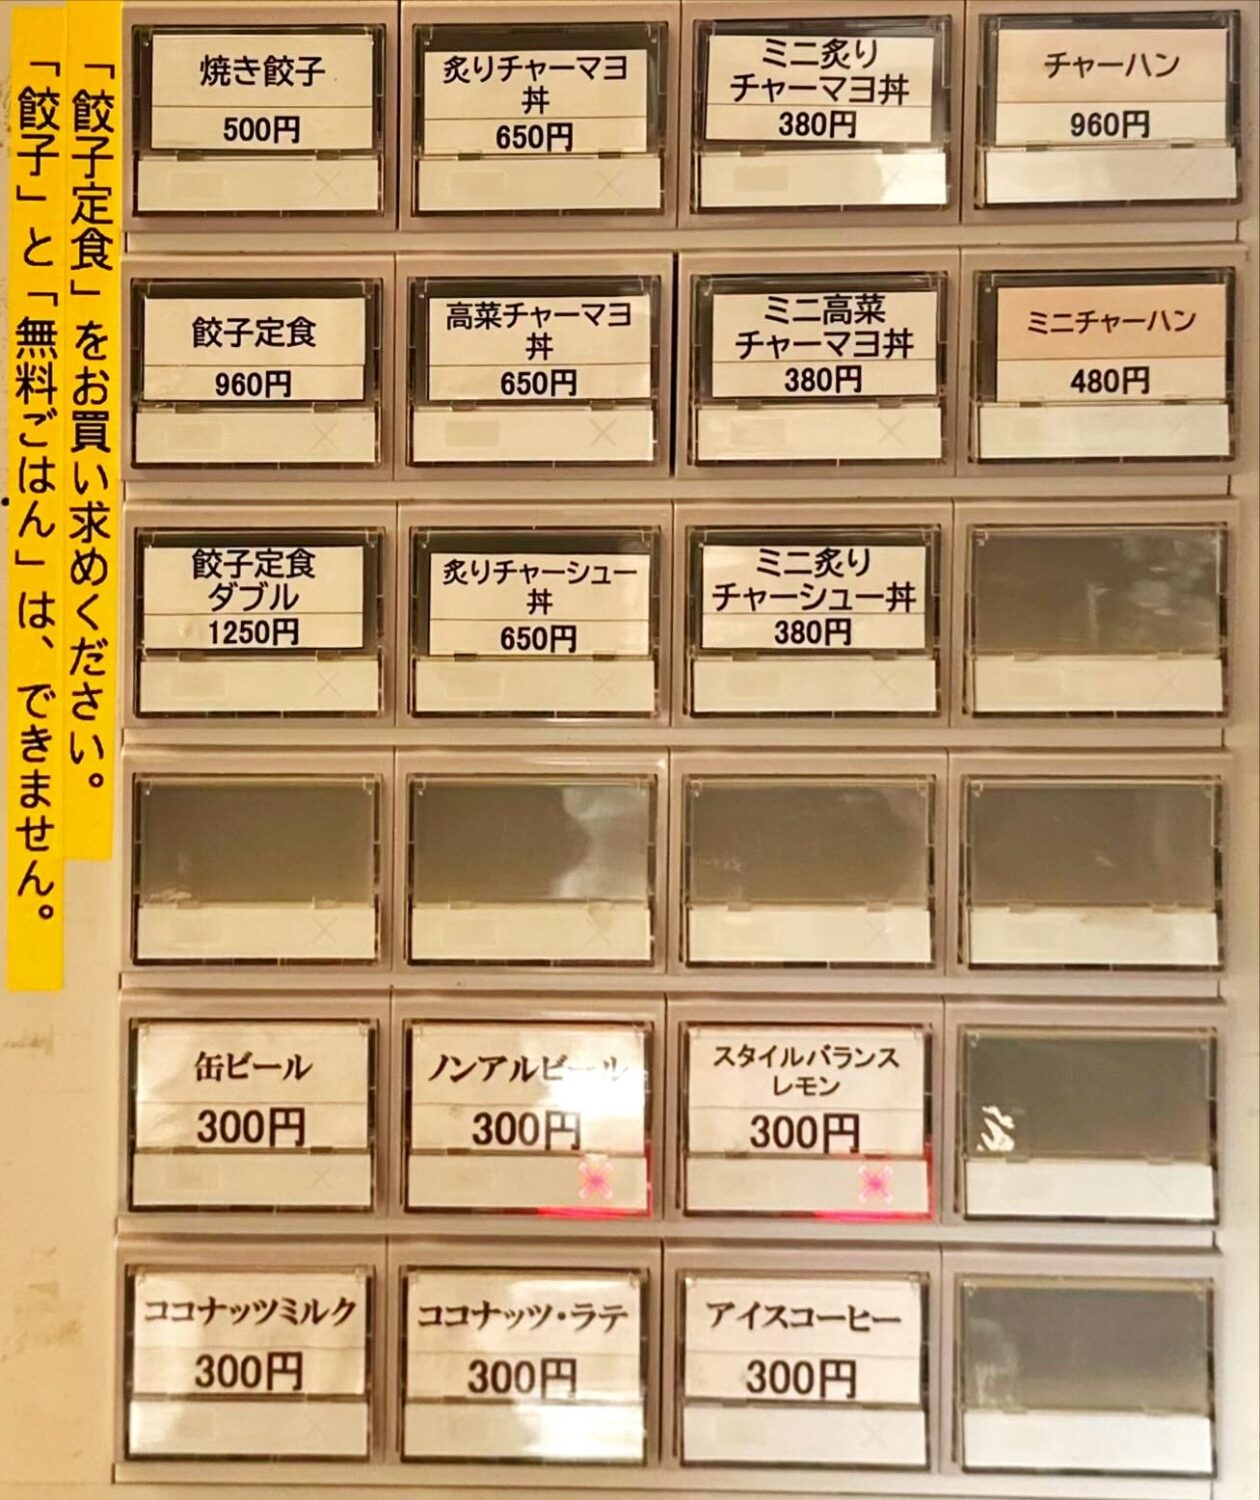 「餃子定食」をお買い求めください。
「餃子」と「無料ごはん」は、できません。
焼き餃子
500円
炙りチャーマヨ
丼
650円
ミニ炙り
チャーマヨ丼
380円
チャーハン
960円
餃子定食
960円
高菜チャーマヨ
丼
650円
ミニ高菜
チャーマヨ丼
380円
ミニチャーハン
480円
餃子定食
ダブル
1250円
炙りチャーシュー
丼
650円
ミニ炙り
チャーシュー丼
380円
缶ビール
300円
ノンアルビール
300円
スタイルバランス
レモン
300円
ココナッツミルク
300円
ココナッツ・ラテ
300円
アイスコーヒー
300円